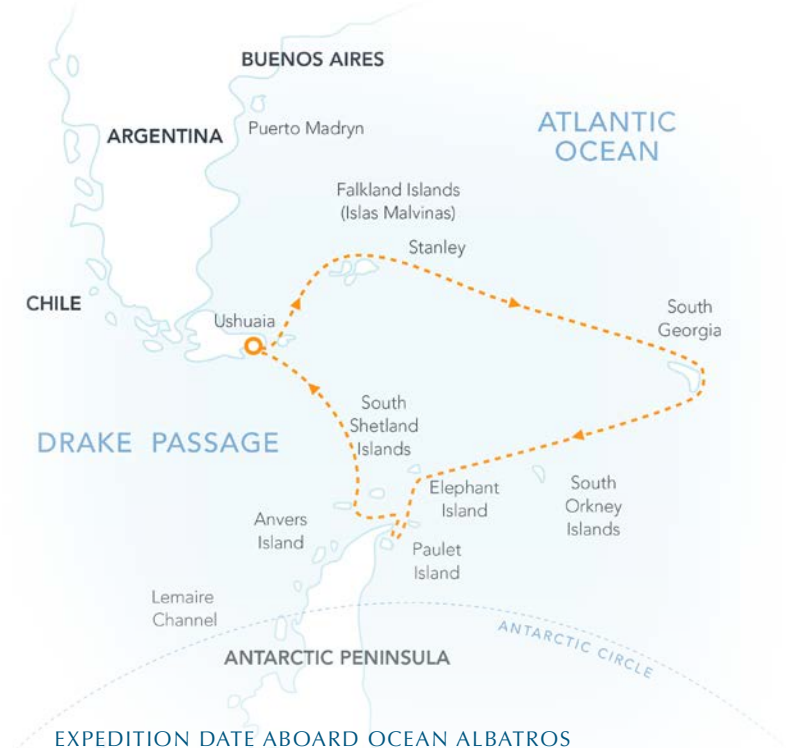 BUENOS AIRES
Puerto Madryn
ARGENTINA
ATLANTIC
OCEAN
Falkland Islands
(Islas Malvinas)
Stanley
CHILE
Ushuaia
South
Georgia
DRAKE PASSAGE
South
Shetland
Islands
Elephant
Island
South
Orkney
Islands
Anvers
Island
Paulet
Island
Lemaire
Channel
ANTARCTIC CIRCLE
ANTARCTIC PENINSULA
EXPEDITION DATE ABOARD OCEAN ALBATROS